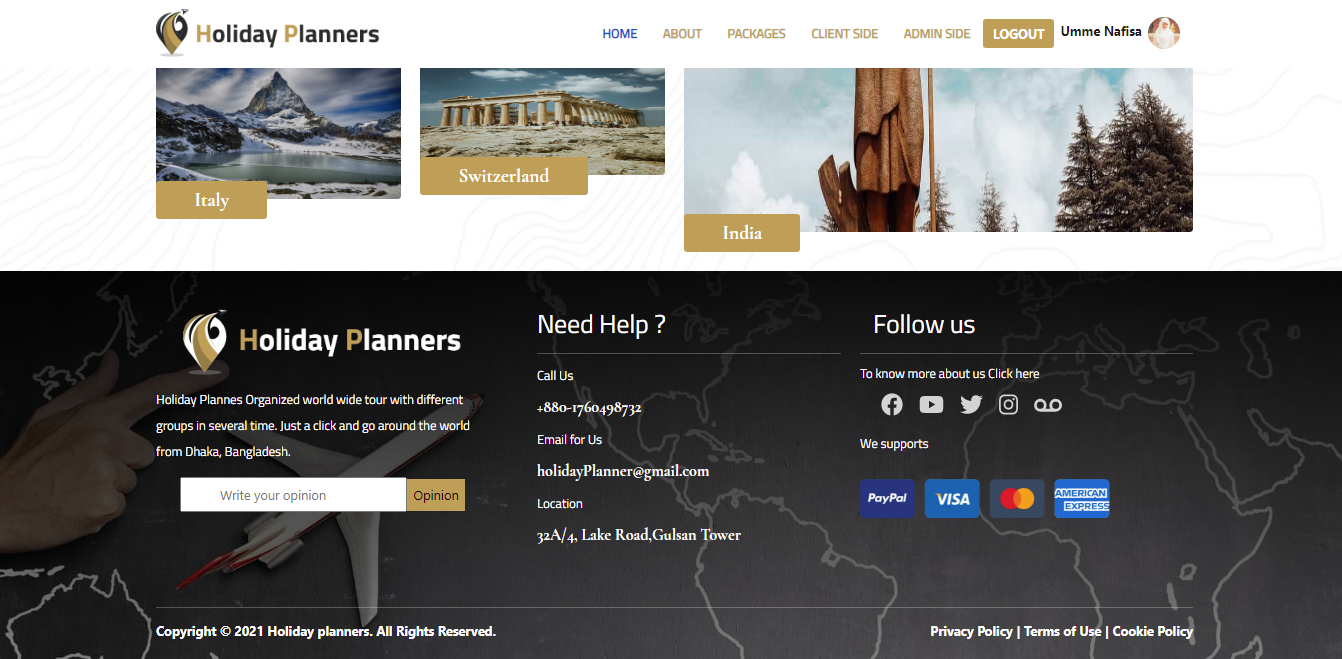 Holiday Planners
HOME ABOUT PACKAGES CLIENT SIDE ADMIN SIDE LOGOUT Umme Nafisa
Italy
Switzerland
India
Holiday Planners
Holiday Plannes Organized world wide tour with different
groups in several time. Just a click and go around the world
from Dhaka, Bangladesh.
Write your opinion Opinion
Need Help ?
Call Us
+880-1760498732
Email for Us
holidayPlanner@gmail.com
Location
32A/4, Lake Road,Gulsan Tower
Follow us
To know more about us Click here
We supports
PayPal VISA AMERICAN
EXPRESS
Copyright © 2021 Holiday planners. All Rights Reserved.
Privacy Policy | Terms of Use | Cookie Policy